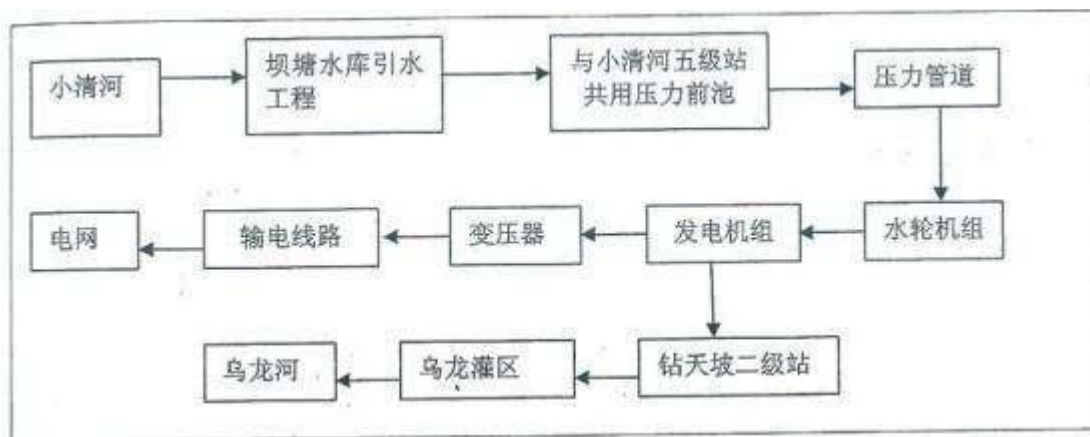 小清河
坝塘水库引水
工程
与小清河五级站
共用压力前池
压力管道
电网
输电线路
变压器
发电机组
水轮机组
乌龙河
乌龙灌区
钻天坡二级站